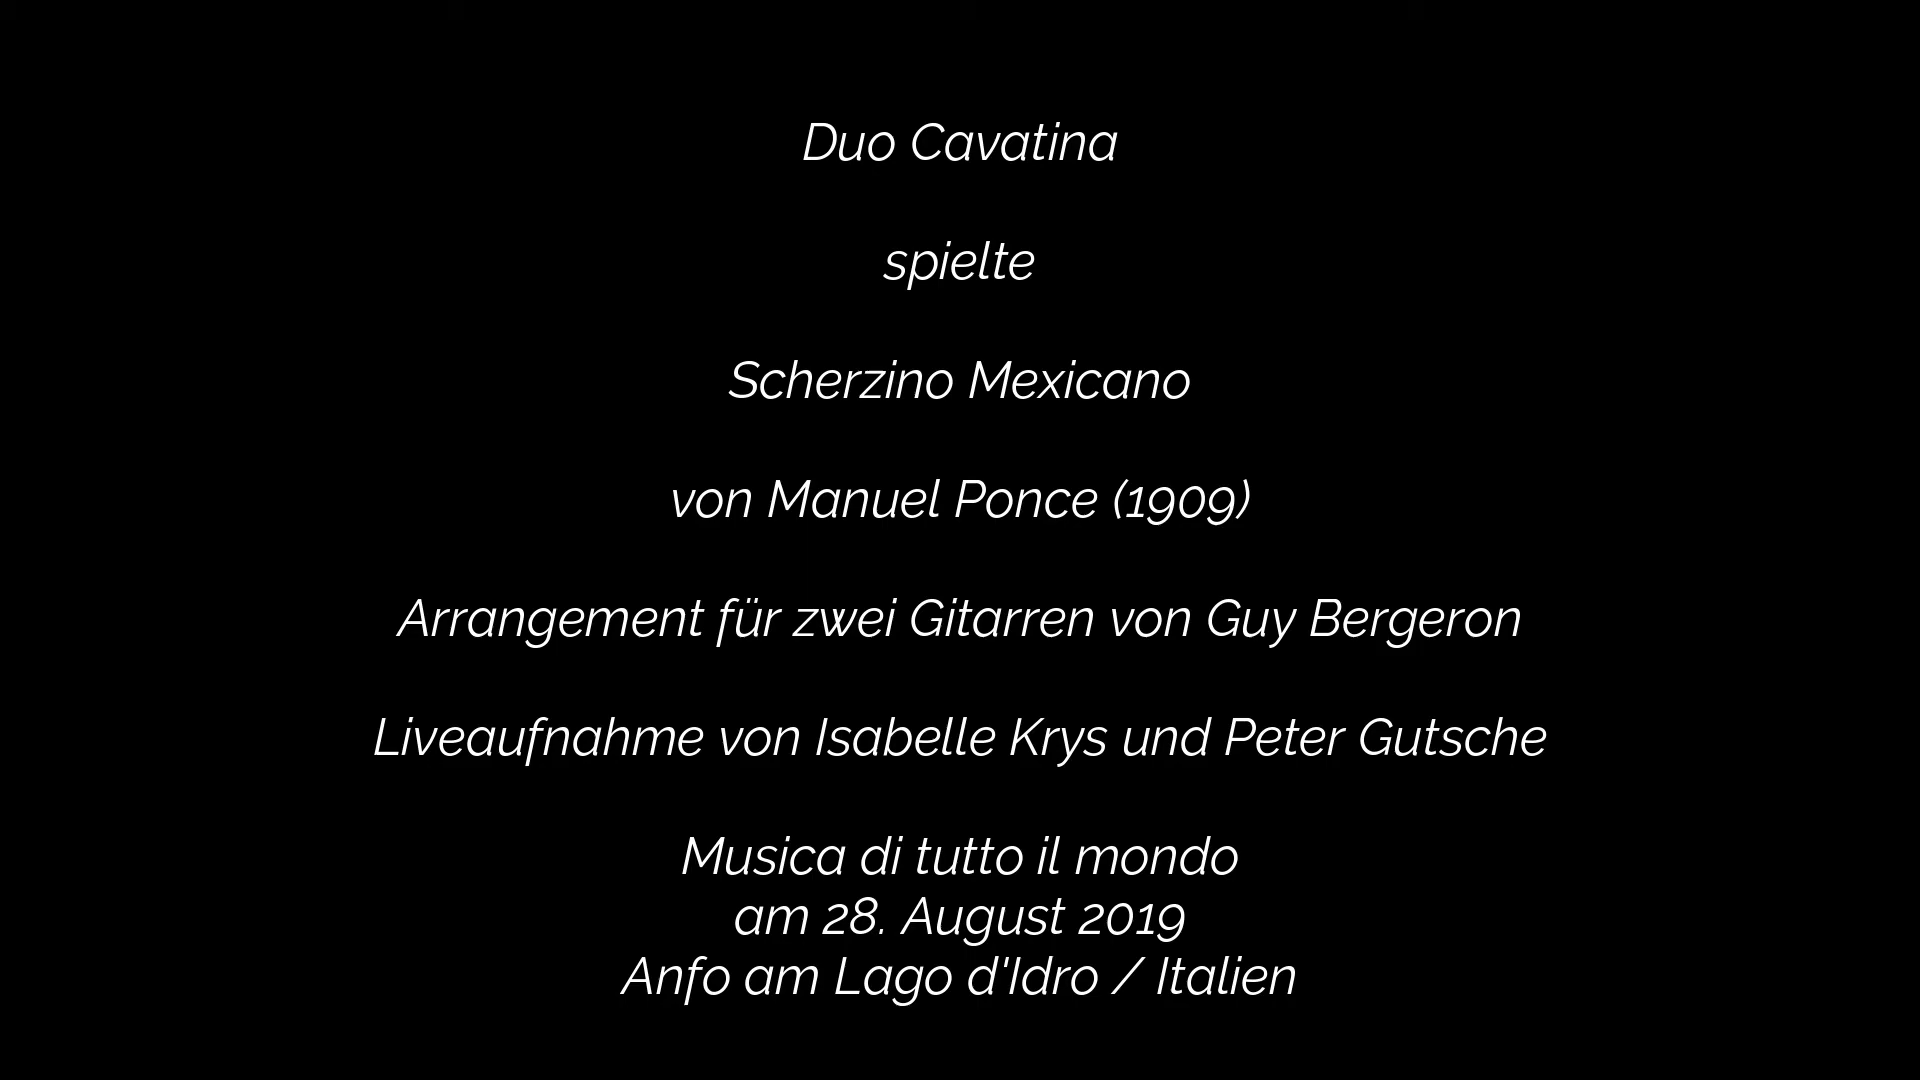 Duo Cavatina
spielte
Scherzino Mexicano
von Manuel Ponce (1909)
Arrangement für zwei Gitarren von Guy Bergeron
Liveaufnahme von Isabelle Krys und Peter Gutsche
Musica di tutto il mondo
am 28. August 2019
Anfo am Lago d'Idro / Italien